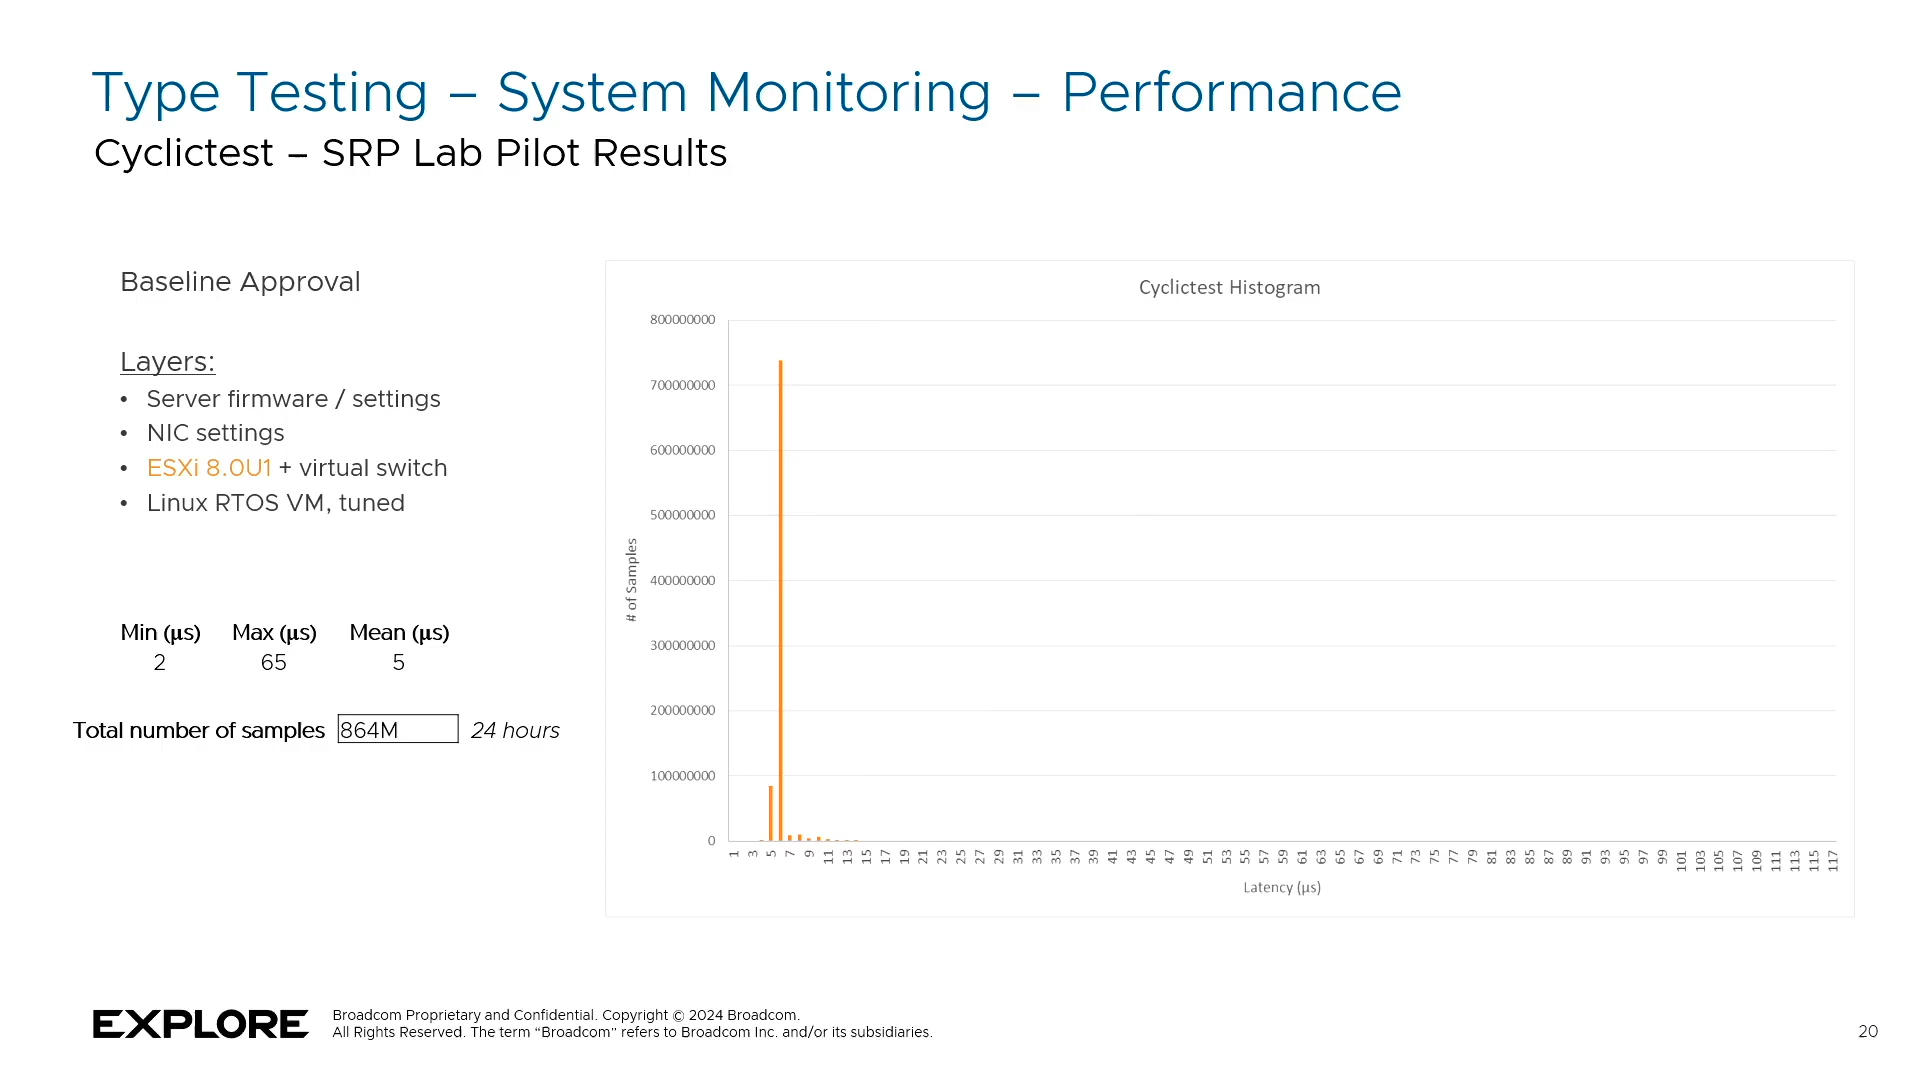 Type Testing – System Monitoring – Performance
Cyclictest – SRP Lab Pilot Results
Baseline Approval
Layers:
• Server firmware / settings
• NIC settings
• ESXi 8.0U1 + virtual switch
• Linux RTOS VM, tuned
Min (µs) Max (µs) Mean (µs)
2 65 5
Total number of samples 864M 24 hours
Cyclictest Histogram
# of Samples
800000000
700000000
600000000
500000000
400000000
300000000
200000000
100000000
0
1 3 5 7 9 11 13 15 17 19 21 23 25 27 29 31 33 35 37 39 41 43 45 47 49 51 53 55 57 59 61 63 65 67 69 71 73 75 77 79 81 83 85 87 89 91 93 95 97 99 101 103 105 107 109 111 113 115 117
Latency (µs)
EXPLORE
Broadcom Proprietary and Confidential. Copyright © 2024 Broadcom.
All Rights Reserved. The term “Broadcom” refers to Broadcom Inc. and/or its subsidiaries.
20